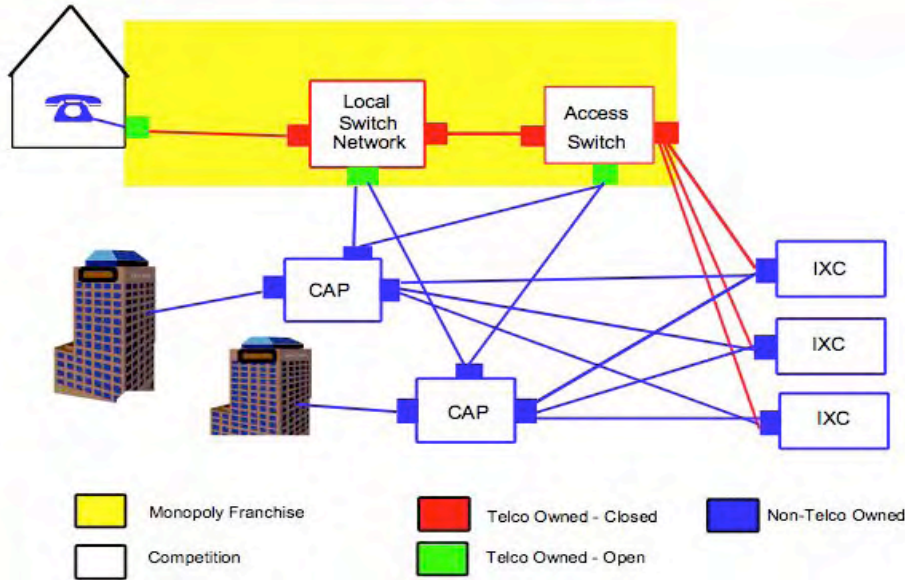 Local
Switch
Network
Access
Switch
CAP
IXC
IXC
CAP
IXC
Monopoly Franchise
Telco Owned - Closed
Non-Telco Owned
Competition
Telco Owned - Open